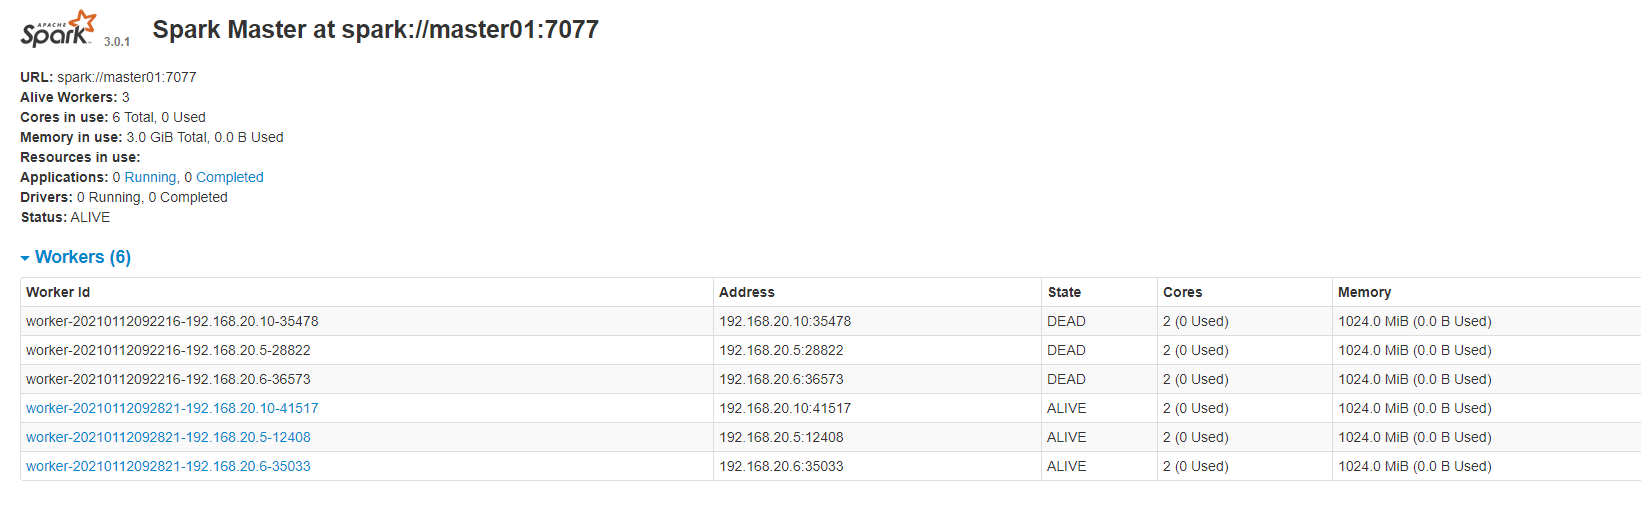 APACHE
Spark 3.0.1 Spark Master at spark://master01:7077
URL: spark://master01:7077
Alive Workers: 3
Cores in use: 6 Total, 0 Used
Memory in use: 3.0 GiB Total, 0.0 B Used
Resources in use:
Applications: 0 Running, 0 Completed
Drivers: 0 Running, 0 Completed
Status: ALIVE
Workers (6)
Worker Id Address State Cores Memory
worker-20210112092216-192.168.20.10-35478 192.168.20.10:35478 DEAD 2 (0 Used) 1024.0 MiB (0.0 B Used)
worker-20210112092216-192.168.20.5-28822 192.168.20.5:28822 DEAD 2 (0 Used) 1024.0 MiB (0.0 B Used)
worker-20210112092216-192.168.20.6-36573 192.168.20.6:36573 DEAD 2 (0 Used) 1024.0 MiB (0.0 B Used)
worker-20210112092821-192.168.20.10-41517 192.168.20.10:41517 ALIVE 2 (0 Used) 1024.0 MiB (0.0 B Used)
worker-20210112092821-192.168.20.5-12408 192.168.20.5:12408 ALIVE 2 (0 Used) 1024.0 MiB (0.0 B Used)
worker-20210112092821-192.168.20.6-35033 192.168.20.6:35033 ALIVE 2 (0 Used) 1024.0 MiB (0.0 B Used)